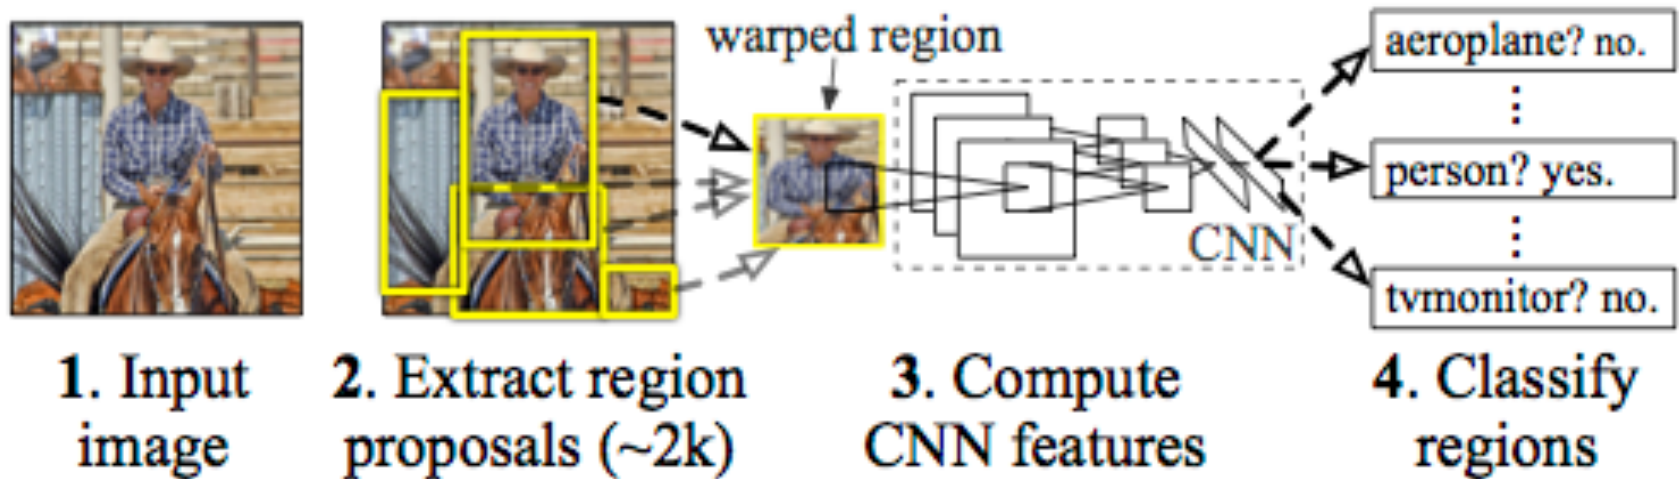 warped region
aeroplane? no.
person? yes.
CNN
tvmonitor? no.
1. Input
image
2. Extract region
proposals (~2k)
3. Compute
CNN features
4. Classify
regions